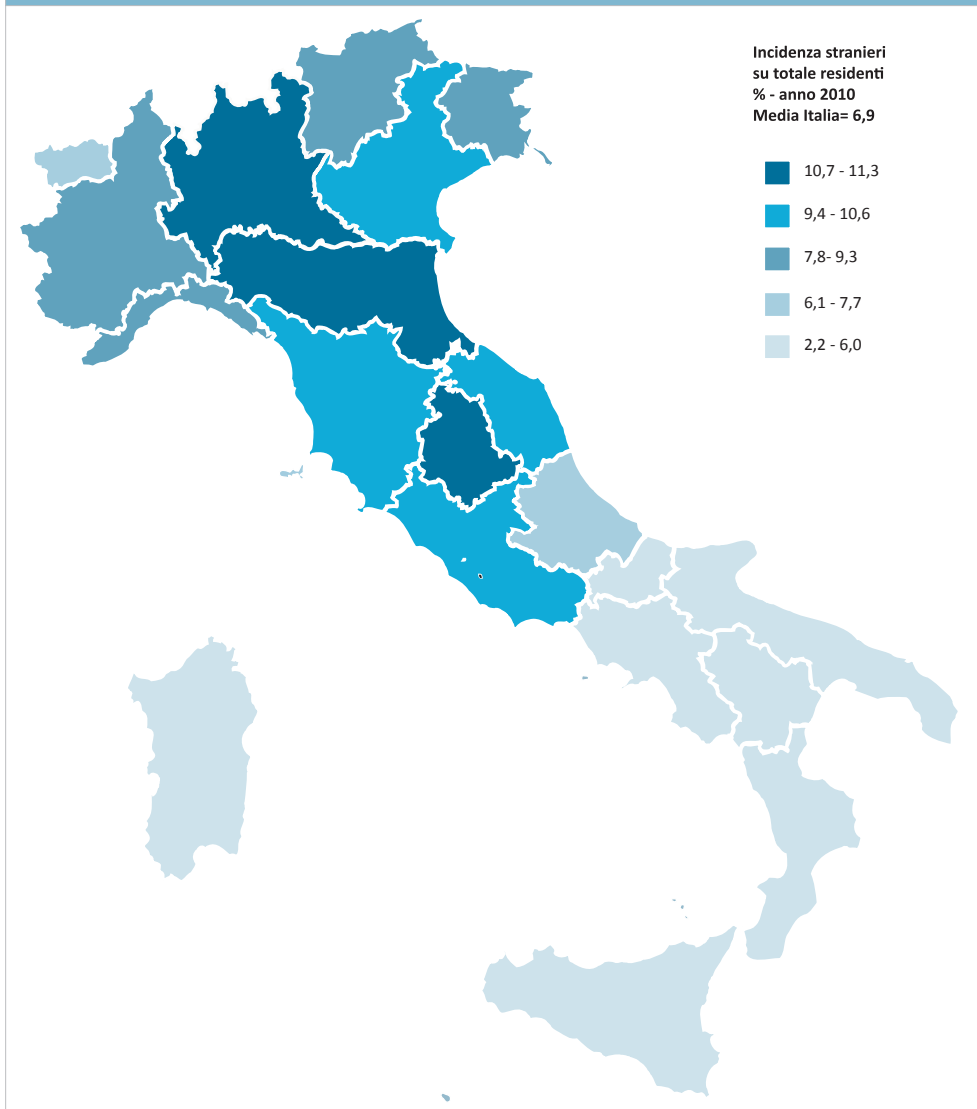 Incidenza stranieri
su totale residenti
% - anno 2010
Media Italia= 6,9
10,7 - 11,3
9,4 - 10,6
7,8- 9,3
6,1 - 7,7
2,2 - 6,0